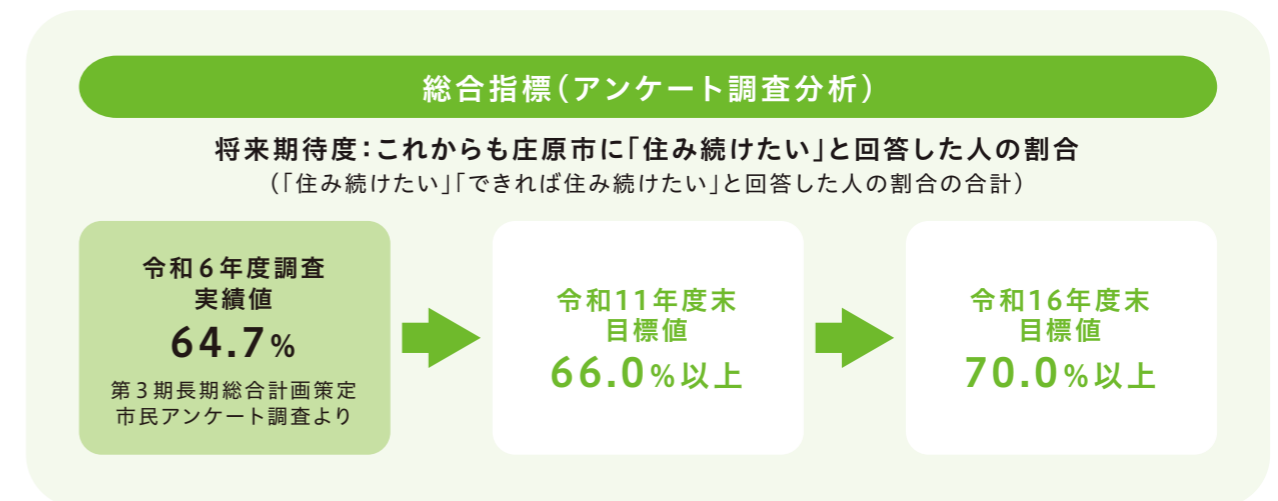 総合指標（アンケート調査分析）
将来期待度：これからも庄原市に「住み続けたい」と回答した人の割合
（「住み続けたい」「できれば住み続けたい」と回答した人の割合の合計）
令和６年度調査
実績値
64.7％
第３期長期総合計画策定
市民アンケート調査より
令和11年度末
目標値
66.0％以上
令和16年度末
目標値
70.0％以上